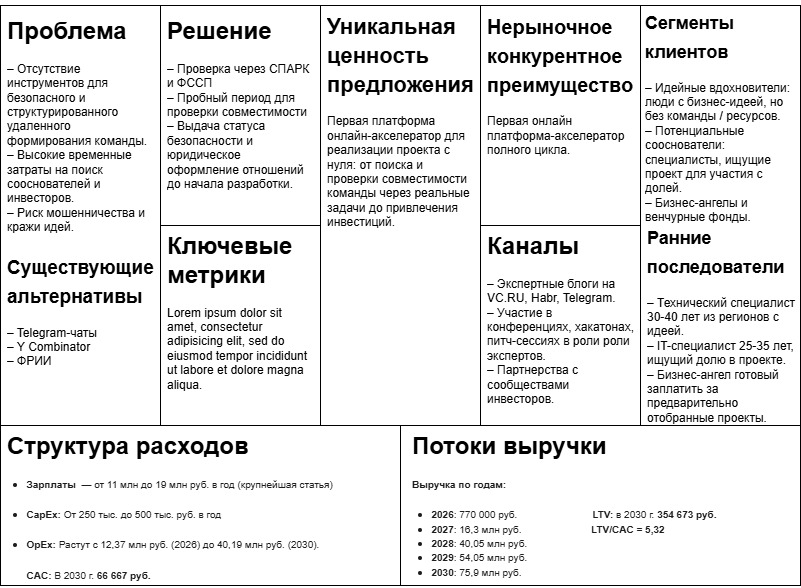 Проблема
– Отсутствие
инструментов для
безопасного и
структурированного
удаленного
формирования команды.
– Высокие временные
затраты на поиск
сооснователей и
инвесторов.
– Риск мошенничества и
кражи идей.
Существующие
альтернативы
– Telegram-чаты
– Y Combinator
– ФРИИ
Решение
– Проверка через СПАРК
и ФССП
– Пробный период для
проверки совместимости
– Выдача статуса
безопасности и
юридическое
оформление отношений
до начала разработки.
Ключевые
метрики
Lorem ipsum dolor sit
amet, consectetur
adipisicing elit, sed do
eiusmod tempor incididunt
ut labore et dolore magna
aliqua.
Уникальная
ценность
предложения
Первая платформа
онлайн-акселератор для
реализации проекта с
нуля: от поиска и
проверки совместимости
команды через реальные
задачи до привлечения
инвестиций.
Нерыночное
конкурентное
преимущество
Первая онлайн
платформа-акселератор
полного цикла.
Каналы
– Экспертные блоги на
VC.RU, Habr, Telegram.
– Участие в
конференциях, хакатонах,
питч-сессиях в роли роли
экспертов.
– Партнерства с
сообществами
инвесторов.
Сегменты
клиентов
– Идейные вдохновители:
люди с бизнес-идеей, но
без команды / ресурсов.
– Потенциальные
сооснователи:
специалисты, ищущие
проект для участия с
долей.
– Бизнес-ангелы и
венчурные фонды.
Ранние
последователи
– Технический специалист
30-40 лет из регионов с
идеей.
– IT-специалист 25-35 лет,
ищущий долю в проекте.
– Бизнес-ангел готовый
заплатить за
предварительно
отобранные проекты.
Структура расходов
• Зарплаты — от 11 млн до 19 млн руб. в год (крупнейшая статья)
• CapEx: От 250 тыс. до 500 тыс. руб. в год
• OpEx: Растут с 12,37 млн руб. (2026) до 40,19 млн руб. (2030).
CAC: В 2030 г. 66 667 руб.
Потоки выручки
Выручка по годам:
• 2026: 770 000 руб. LTV: в 2030 г. 354 673 руб.
• 2027: 16,3 млн руб. LTV/CAC = 5,32
• 2028: 40,05 млн руб.
• 2029: 54,05 млн руб.
• 2030: 75,9 млн руб.